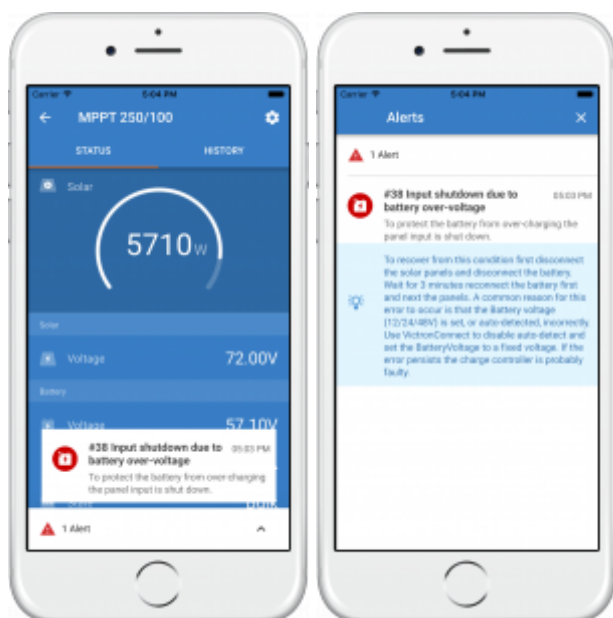 Carrier 5:04 PM
MPPT 250/100
STATUS HISTORY
Solar
5710W
Solar
Voltage 72.00V
Battery
Voltage 57.10V
#38 Input shutdown due to 05:03 PM
battery over-voltage
To protect the battery from over-charging
the panel input is shut down.
1 Alert
Carrier 5:04 PM
Alerts
1 Alert
#38 Input shutdown due to 05:03 PM
battery over-voltage
To protect the battery from over-charging the
panel input is shut down.
To recover from this condition first disconnect
the solar panels and disconnect the battery.
Wait for 3 minutes reconnect the battery first
and next the panels. A common reason for this
error to occur is that the Battery voltage
(12/24/48V) is set, or auto-detected, incorrectly.
Use VictronConnect to disable auto-detect and
set the BatteryVoltage to a fixed voltage. If the
error persists the charge controller is probably
faulty.